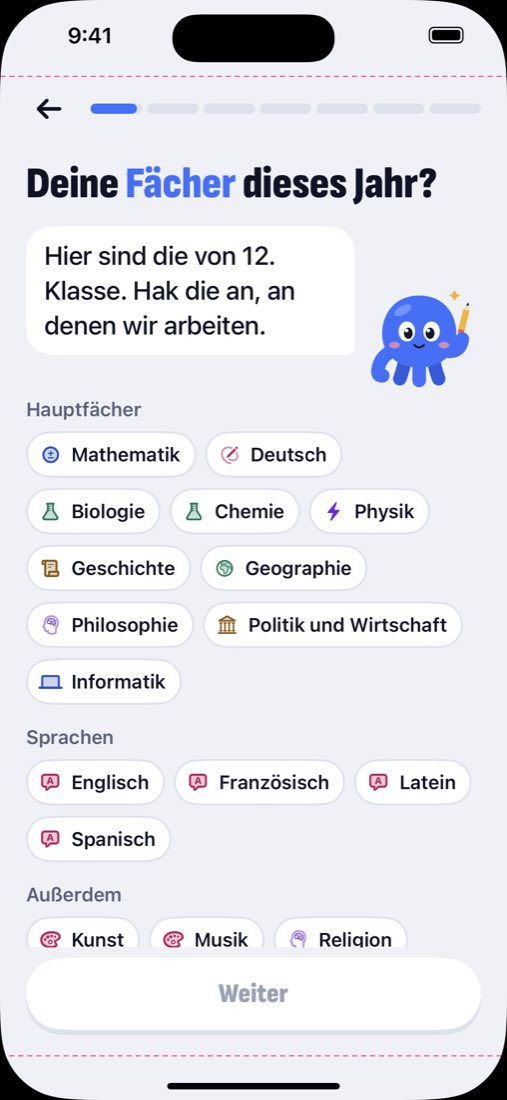 9:41
Deine Fächer dieses Jahr?
Hier sind die von 12.
Klasse. Hak die an, an
denen wir arbeiten.
Hauptfächer
Mathematik Deutsch
Biologie Chemie Physik
Geschichte Geographie
Philosophie Politik und Wirtschaft
Informatik
Sprachen
A Englisch A Französisch A Latein
A Spanisch
Außerdem
Kunst Musik Religion
Weiter